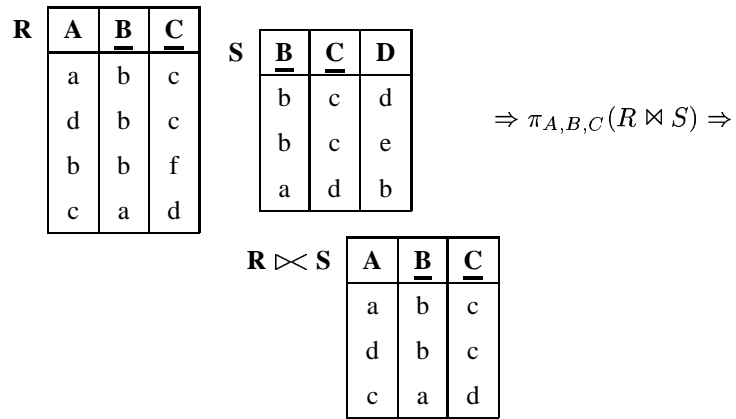 R A B C
a b c
d b c
b b f
c a d
S B C D
b c d
b c e
a d b
⇒ π_{A,B,C}(R ⋈ S) ⇒
R ⋉ S A B C
a b c
d b c
c a d